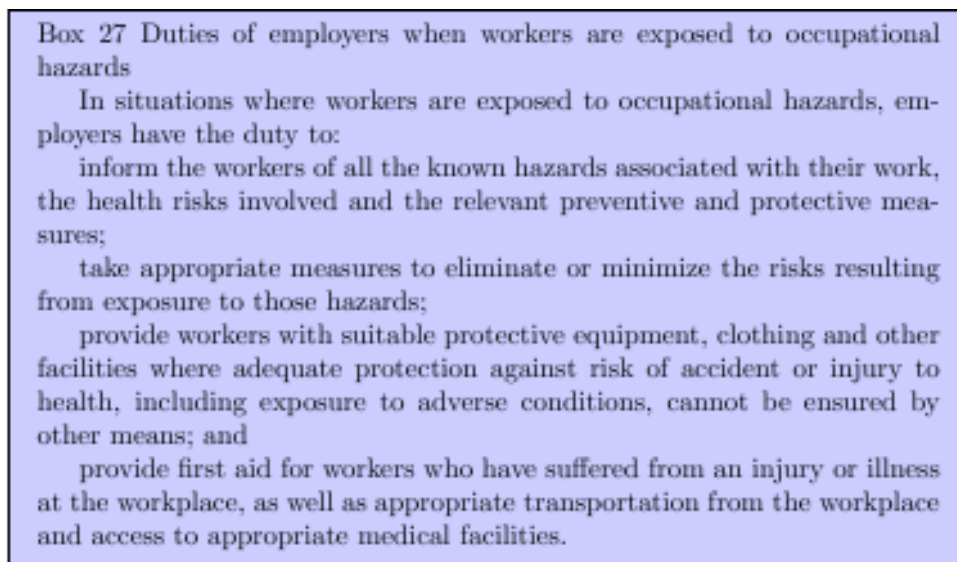 Box 27 Duties of employers when workers are exposed to occupational
hazards
In situations where workers are exposed to occupational hazards, em-
ployers have the duty to:
inform the workers of all the known hazards associated with their work,
the health risks involved and the relevant preventive and protective mea-
sures;
take appropriate measures to eliminate or minimize the risks resulting
from exposure to those hazards;
provide workers with suitable protective equipment, clothing and other
facilities where adequate protection against risk of accident or injury to
health, including exposure to adverse conditions, cannot be ensured by
other means; and
provide first aid for workers who have suffered from an injury or illness
at the workplace, as well as appropriate transportation from the workplace
and access to appropriate medical facilities.